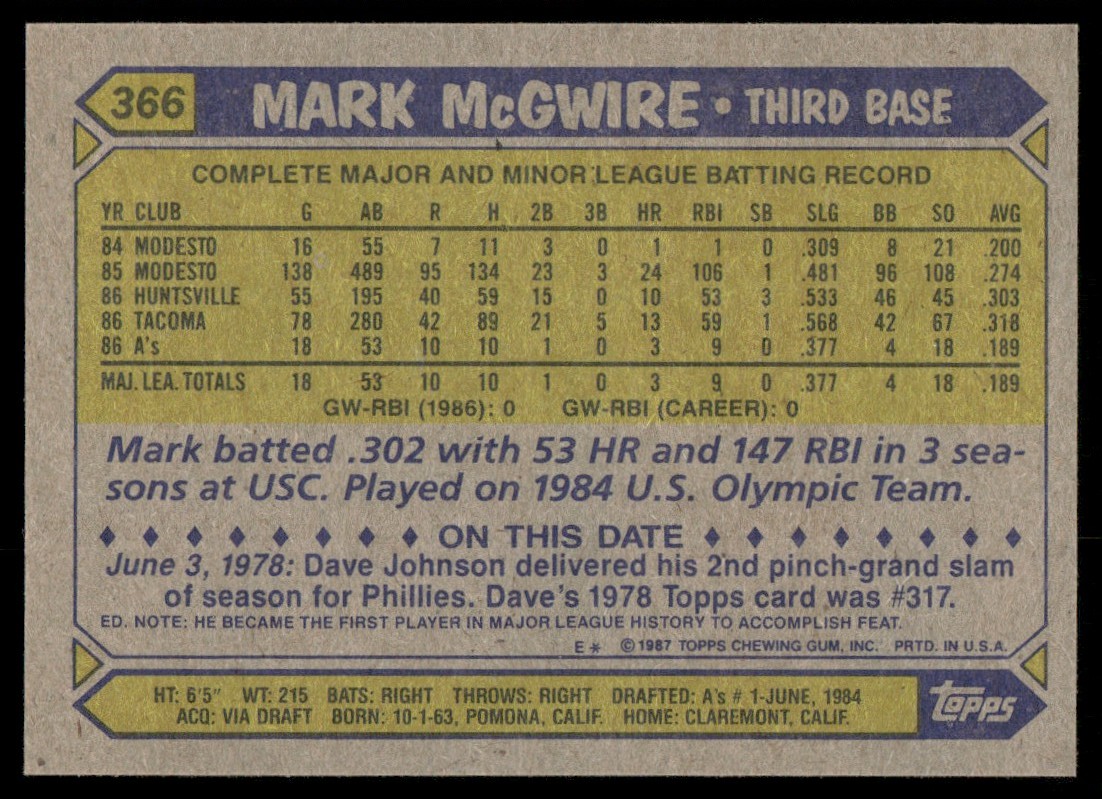 366 MARK McGWIRE • THIRD BASE
COMPLETE MAJOR AND MINOR LEAGUE BATTING RECORD
YR CLUB G AB R H 2B 3B HR RBI SB SLG BB SO AVG
84 MODESTO 16 55 7 11 3 0 1 1 0 .309 8 21 .200
85 MODESTO 138 489 95 134 23 3 24 106 1 .481 96 108 .274
86 HUNTSVILLE 55 195 40 59 15 0 10 53 3 .533 46 45 .303
86 TACOMA 78 280 42 89 21 5 13 59 1 .568 42 67 .318
86 A's 18 53 10 10 1 0 3 9 0 .377 4 18 .189
MAJ. LEA. TOTALS 18 53 10 10 1 0 3 9 0 .377 4 18 .189
GW-RBI (1986): 0 GW-RBI (CAREER): 0
Mark batted .302 with 53 HR and 147 RBI in 3 sea-
sons at USC. Played on 1984 U.S. Olympic Team.
ON THIS DATE
June 3, 1978: Dave Johnson delivered his 2nd pinch-grand slam
of season for Phillies. Dave's 1978 Topps card was #317.
ED. NOTE: HE BECAME THE FIRST PLAYER IN MAJOR LEAGUE HISTORY TO ACCOMPLISH FEAT.
E* © 1987 TOPPS CHEWING GUM, INC. PRTD. IN U.S.A.
HT: 6'5" WT: 215 BATS: RIGHT THROWS: RIGHT DRAFTED: A's # 1-JUNE, 1984
ACQ: VIA DRAFT BORN: 10-1-63, POMONA, CALIF. HOME: CLAREMONT, CALIF.
topps